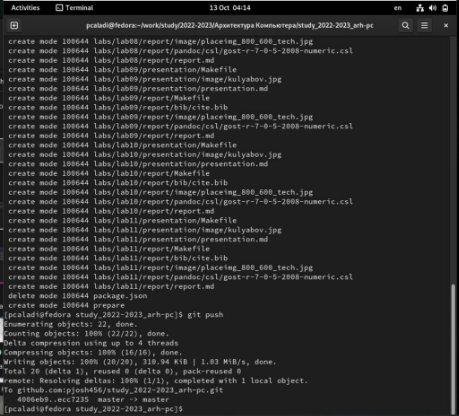 Activities Terminal 13 Oct 04:14 en
pcaladi@fedora:~/work/study/2022-2023/Архитектура Компьютера/study_2022-2023_arh-pc
create mode 100644 labs/lab08/report/image/placeimg_800_600_tech.jpg
create mode 100644 labs/lab08/report/pandoc/csl/gost-r-7-0-5-2008-numeric.csl
create mode 100644 labs/lab08/report/report.md
create mode 100644 labs/lab09/presentation/Makefile
create mode 100644 labs/lab09/presentation/image/kulyabov.jpg
create mode 100644 labs/lab09/presentation/presentation.md
create mode 100644 labs/lab09/report/Makefile
create mode 100644 labs/lab09/report/bib/cite.bib
create mode 100644 labs/lab09/report/image/placeimg_800_600_tech.jpg
create mode 100644 labs/lab09/report/pandoc/csl/gost-r-7-0-5-2008-numeric.csl
create mode 100644 labs/lab09/report/report.md
create mode 100644 labs/lab10/presentation/Makefile
create mode 100644 labs/lab10/presentation/image/kulyabov.jpg
create mode 100644 labs/lab10/presentation/presentation.md
create mode 100644 labs/lab10/report/Makefile
create mode 100644 labs/lab10/report/bib/cite.bib
create mode 100644 labs/lab10/report/image/placeimg_800_600_tech.jpg
create mode 100644 labs/lab10/report/pandoc/csl/gost-r-7-0-5-2008-numeric.csl
create mode 100644 labs/lab10/report/report.md
create mode 100644 labs/lab11/presentation/Makefile
create mode 100644 labs/lab11/presentation/image/kulyabov.jpg
create mode 100644 labs/lab11/presentation/presentation.md
create mode 100644 labs/lab11/report/Makefile
create mode 100644 labs/lab11/report/bib/cite.bib
create mode 100644 labs/lab11/report/image/placeimg_800_600_tech.jpg
create mode 100644 labs/lab11/report/pandoc/csl/gost-r-7-0-5-2008-numeric.csl
create mode 100644 labs/lab11/report/report.md
delete mode 100644 package.json
create mode 100644 prepare
[pcaladi@fedora study_2022-2023_arh-pc]$ git push
Enumerating objects: 22, done.
Counting objects: 100% (22/22), done.
Delta compression using up to 4 threads
Compressing objects: 100% (16/16), done.
Writing objects: 100% (20/20), 310.94 KiB | 1.03 MiB/s, done.
Total 20 (delta 1), reused 0 (delta 0), pack-reused 0
remote: Resolving deltas: 100% (1/1), completed with 1 local object.
To github.com:pjosh456/study_2022-2023_arh-pc.git
4006eb9..ecc7235 master -> master
[pcaladi@fedora study_2022-2023_arh-pc]$